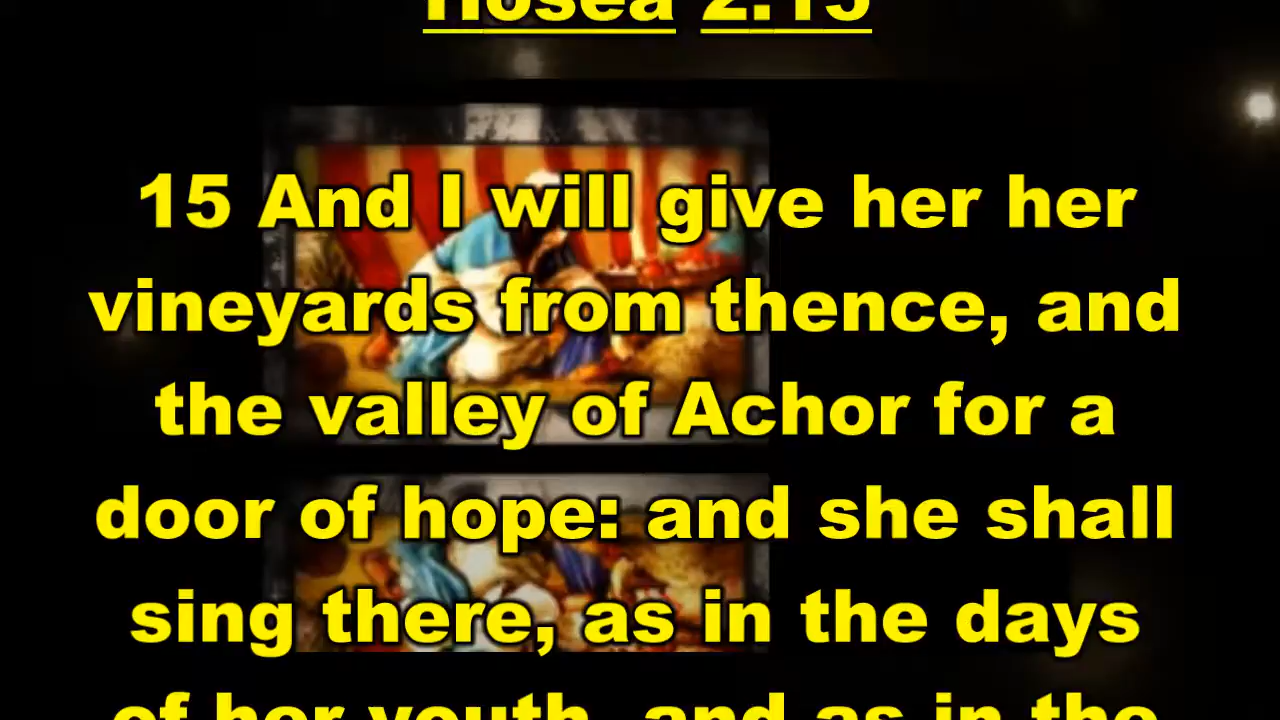 Hosea 2:15
15 And I will give her her
vineyards from thence, and
the valley of Achor for a
door of hope: and she shall
sing there, as in the days
of her youth, and as in the